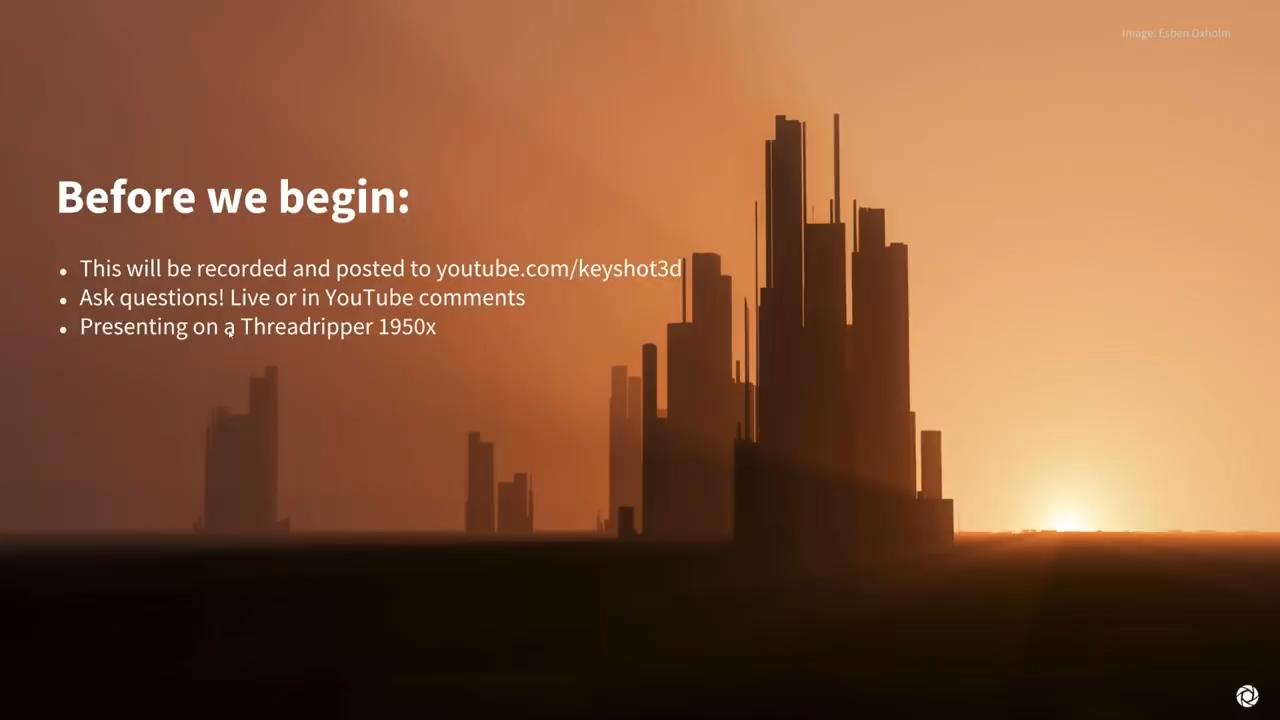 Image: Esben Oxholm
Before we begin:
• This will be recorded and posted to youtube.com/keyshot3d
• Ask questions! Live or in YouTube comments
• Presenting on a Threadripper 1950x